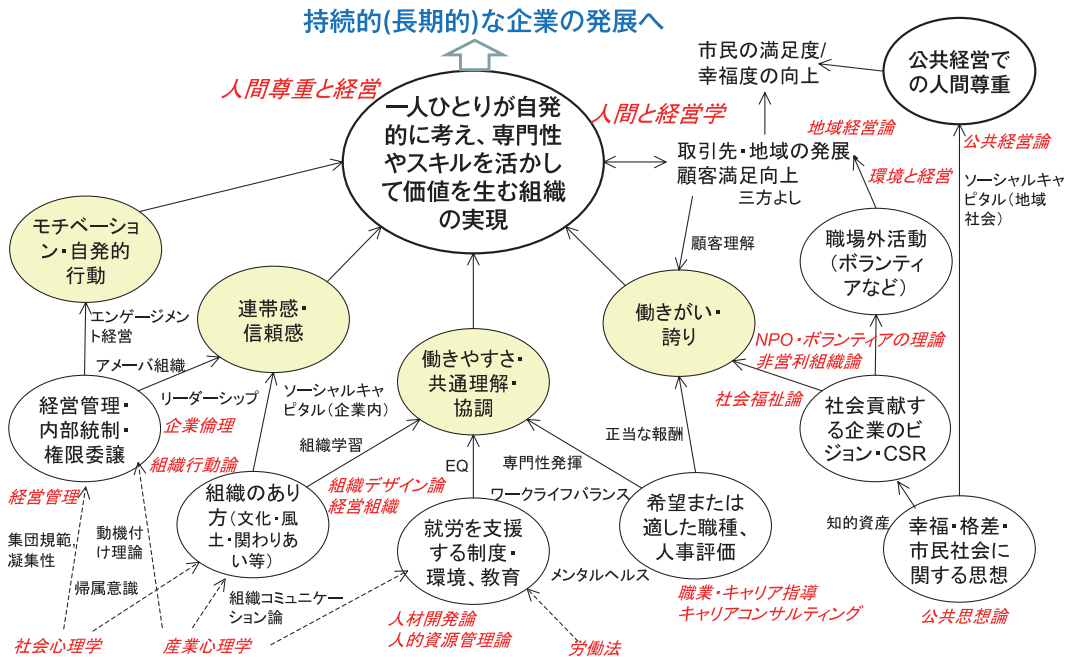 持続的(長期的)な企業の発展へ
人間尊重と経営
一人ひとりが自発
的に考え、専門性
やスキルを活かし
て価値を生む組織
の実現
人間と経営学
市民の満足度/
幸福度の向上
公共経営で
の人間尊重
地域経営論
公共経営論
取引先・地域の発展
顧客満足向上
三方よし
環境と経営
ソーシャルキャ
ピタル(地域
社会)
モチベーショ
ン・自発的
行動
顧客理解
職場外活動
(ボランティ
アなど)
エンゲージメン
ト経営
連帯感・
信頼感
働きがい・
誇り
アメーバ組織
働きやすさ・
共通理解・
協調
NPO・ボランティアの理論
非営利組織論
リーダーシップ
ソーシャルキャ
ピタル(企業内)
社会福祉論
経営管理・
内部統制・
権限委譲
企業倫理
組織学習
正当な報酬
社会貢献す
る企業のビ
ジョン・CSR
組織行動論
EQ
専門性発揮
経営管理
組織のあり
方(文化・風
土・関わりあ
い等)
組織デザイン論
経営組織
ワークライフバランス
希望または
適した職種、
人事評価
知的資産
幸福・格差・
市民社会に
関する思想
集団規範,
凝集性
動機付
け理論
就労を支援
する制度・
環境、教育
帰属意識
組織コミュニケー
ション論
メンタルヘルス
職業・キャリア指導
キャリアコンサルティング
公共思想論
人材開発論
人的資源管理論
社会心理学
産業心理学
労働法